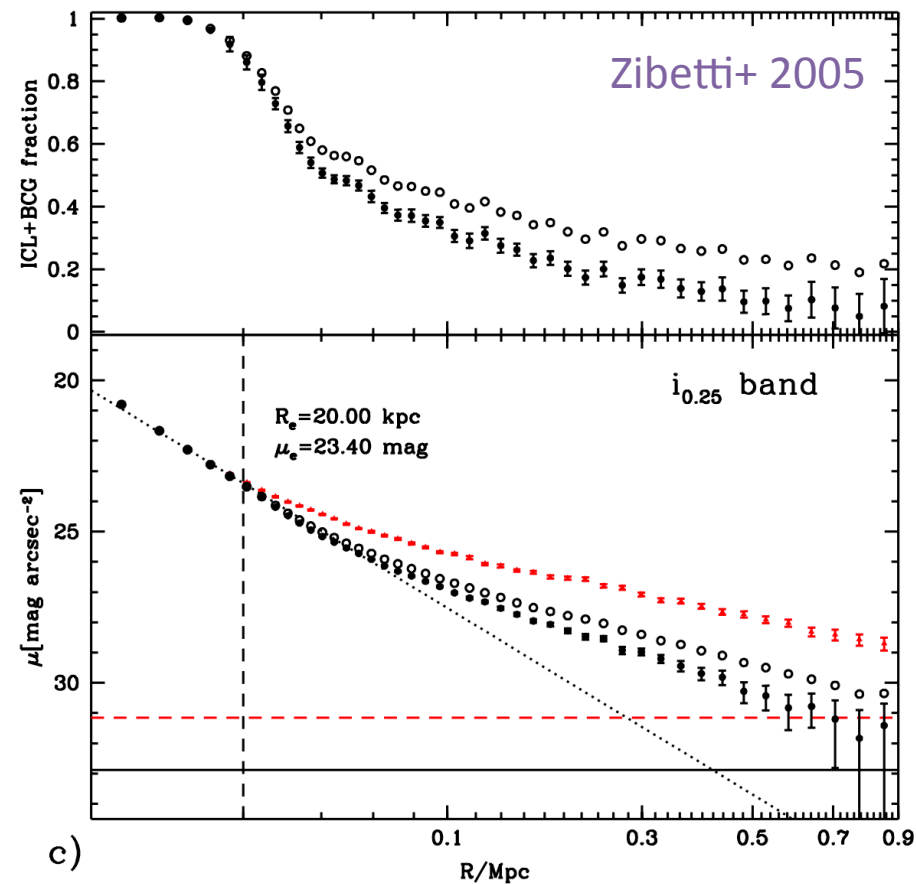 Zibetti+ 2005
ICL+BCG fraction
1
0.8
0.6
0.4
0.2
0
i0.25 band
Re=20.00 kpc
μe=23.40 mag
μ[mag arcsec−2]
20
25
30
0.1
0.3
0.5
0.7
0.9
c)
R/Mpc